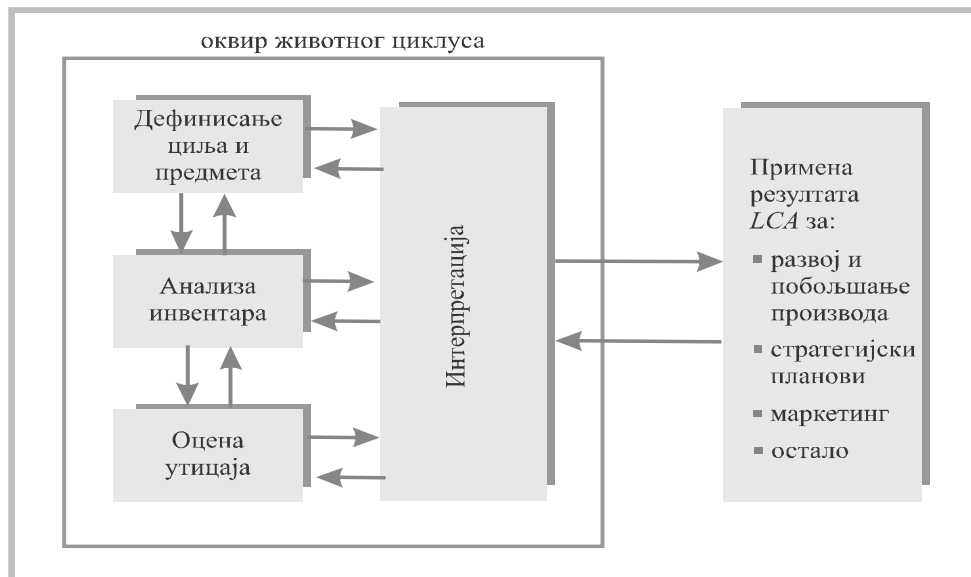 оквир животног циклуса
Дефинисање
циља и
предмета
Анализа
инвентара
Оцена
утицаја
Интерпретација
Примена
резултата
LCA за:
▪ развој и
побољшање
производа
▪ стратегијски
планови
▪ маркетинг
▪ остало